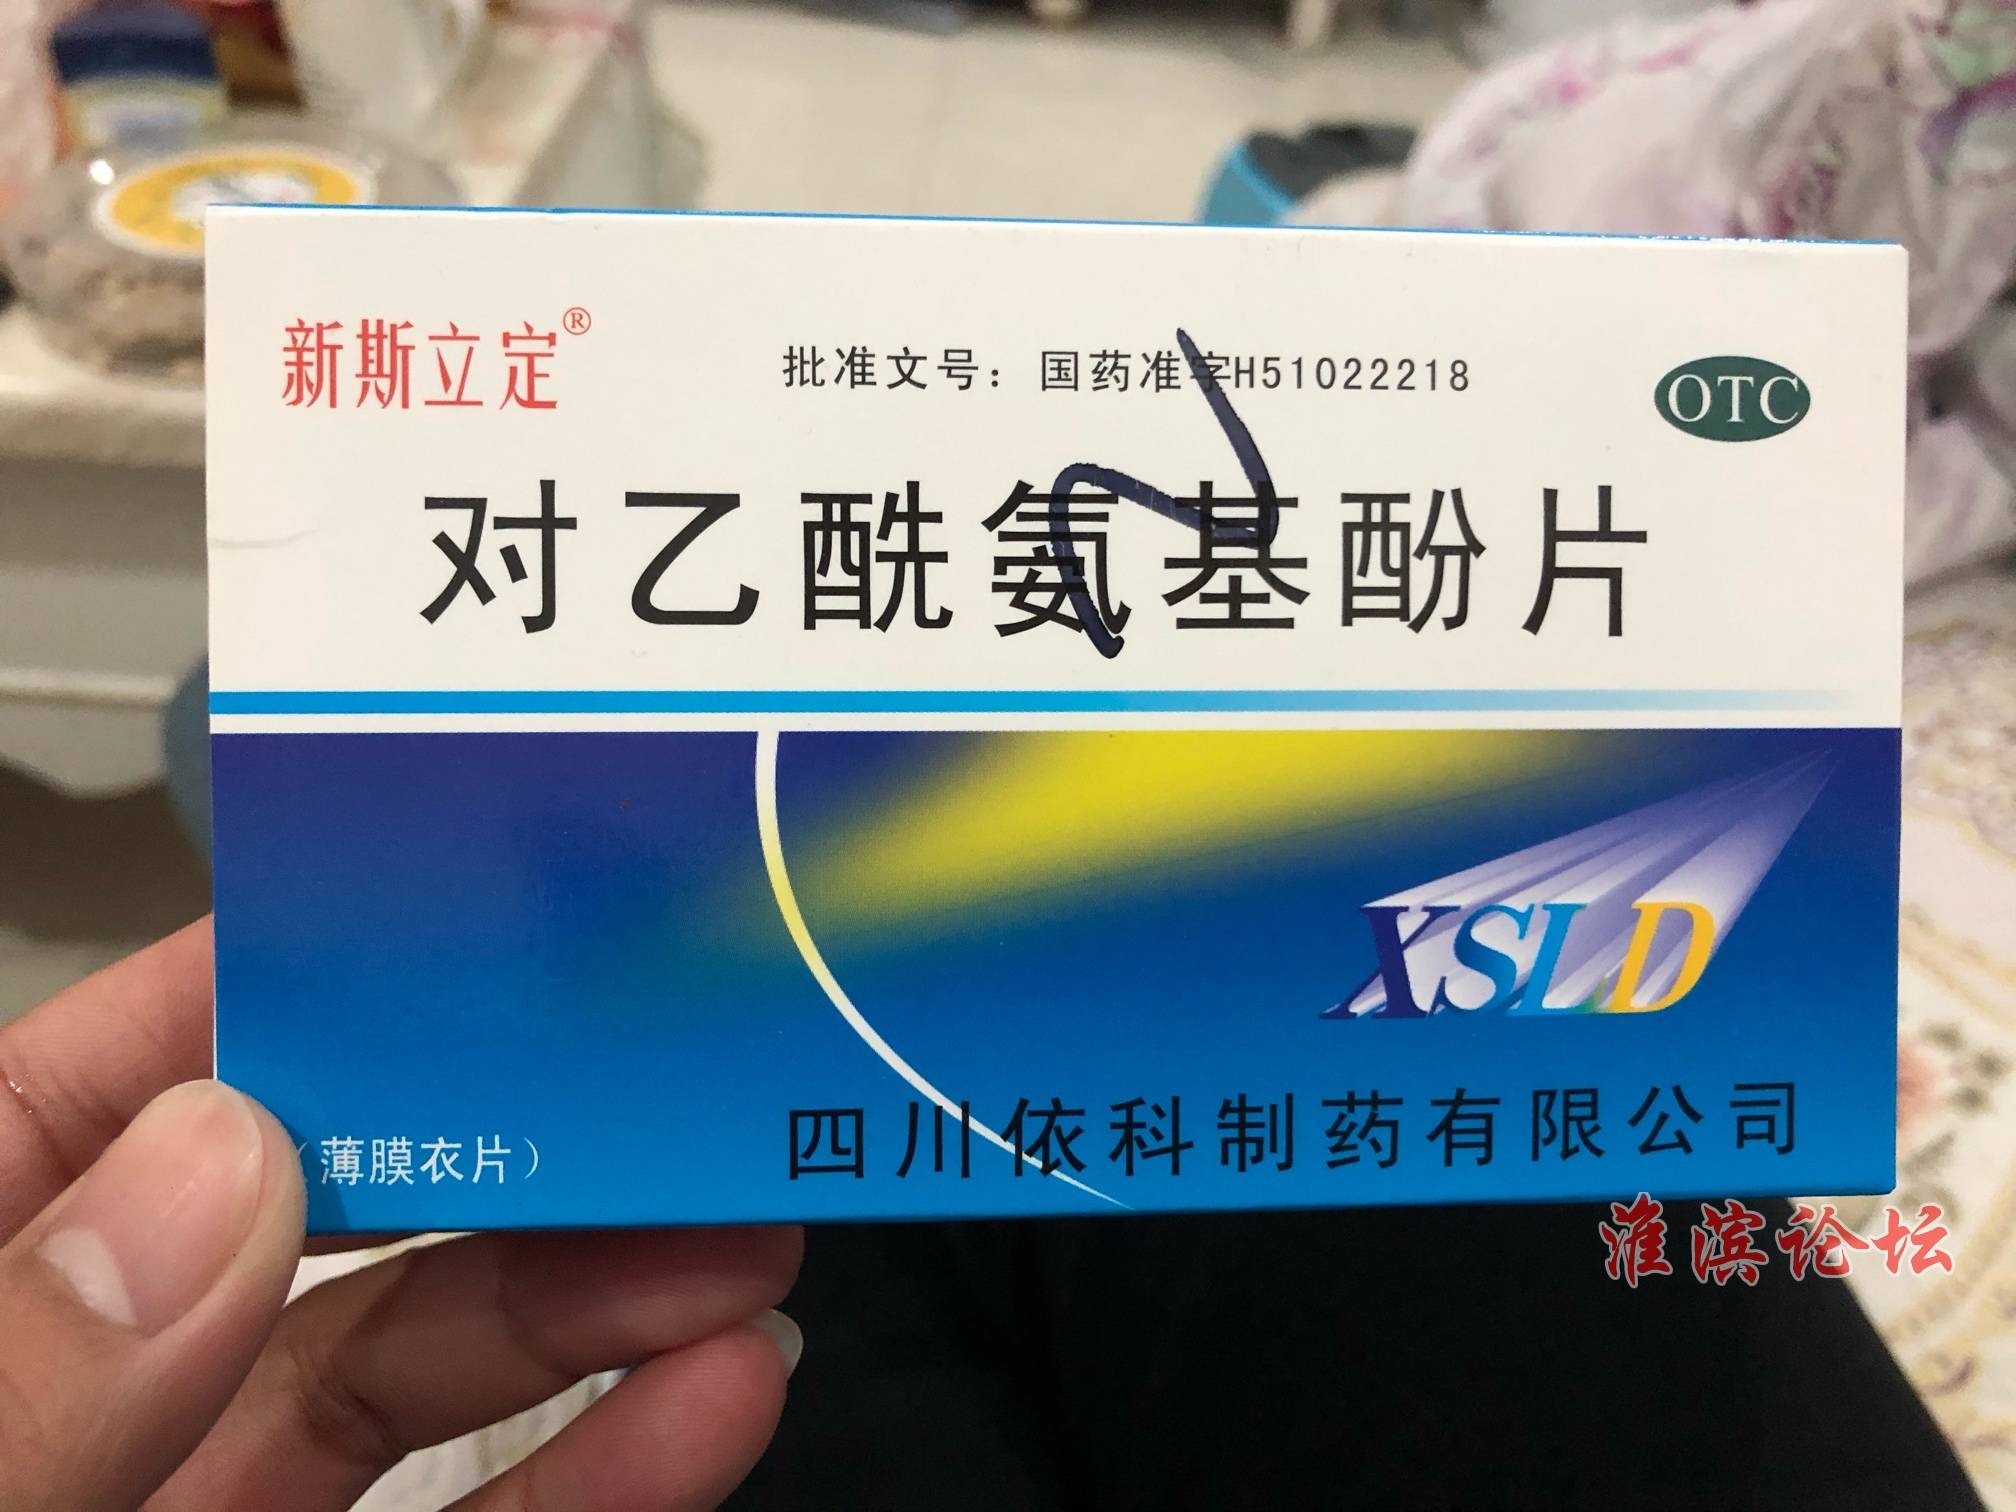 新斯立定®
批准文号：国药准字H51022218
OTC
对乙酰氨基酚片
XSLD
（薄膜衣片）
四川依科制药有限公司
淮滨论坛